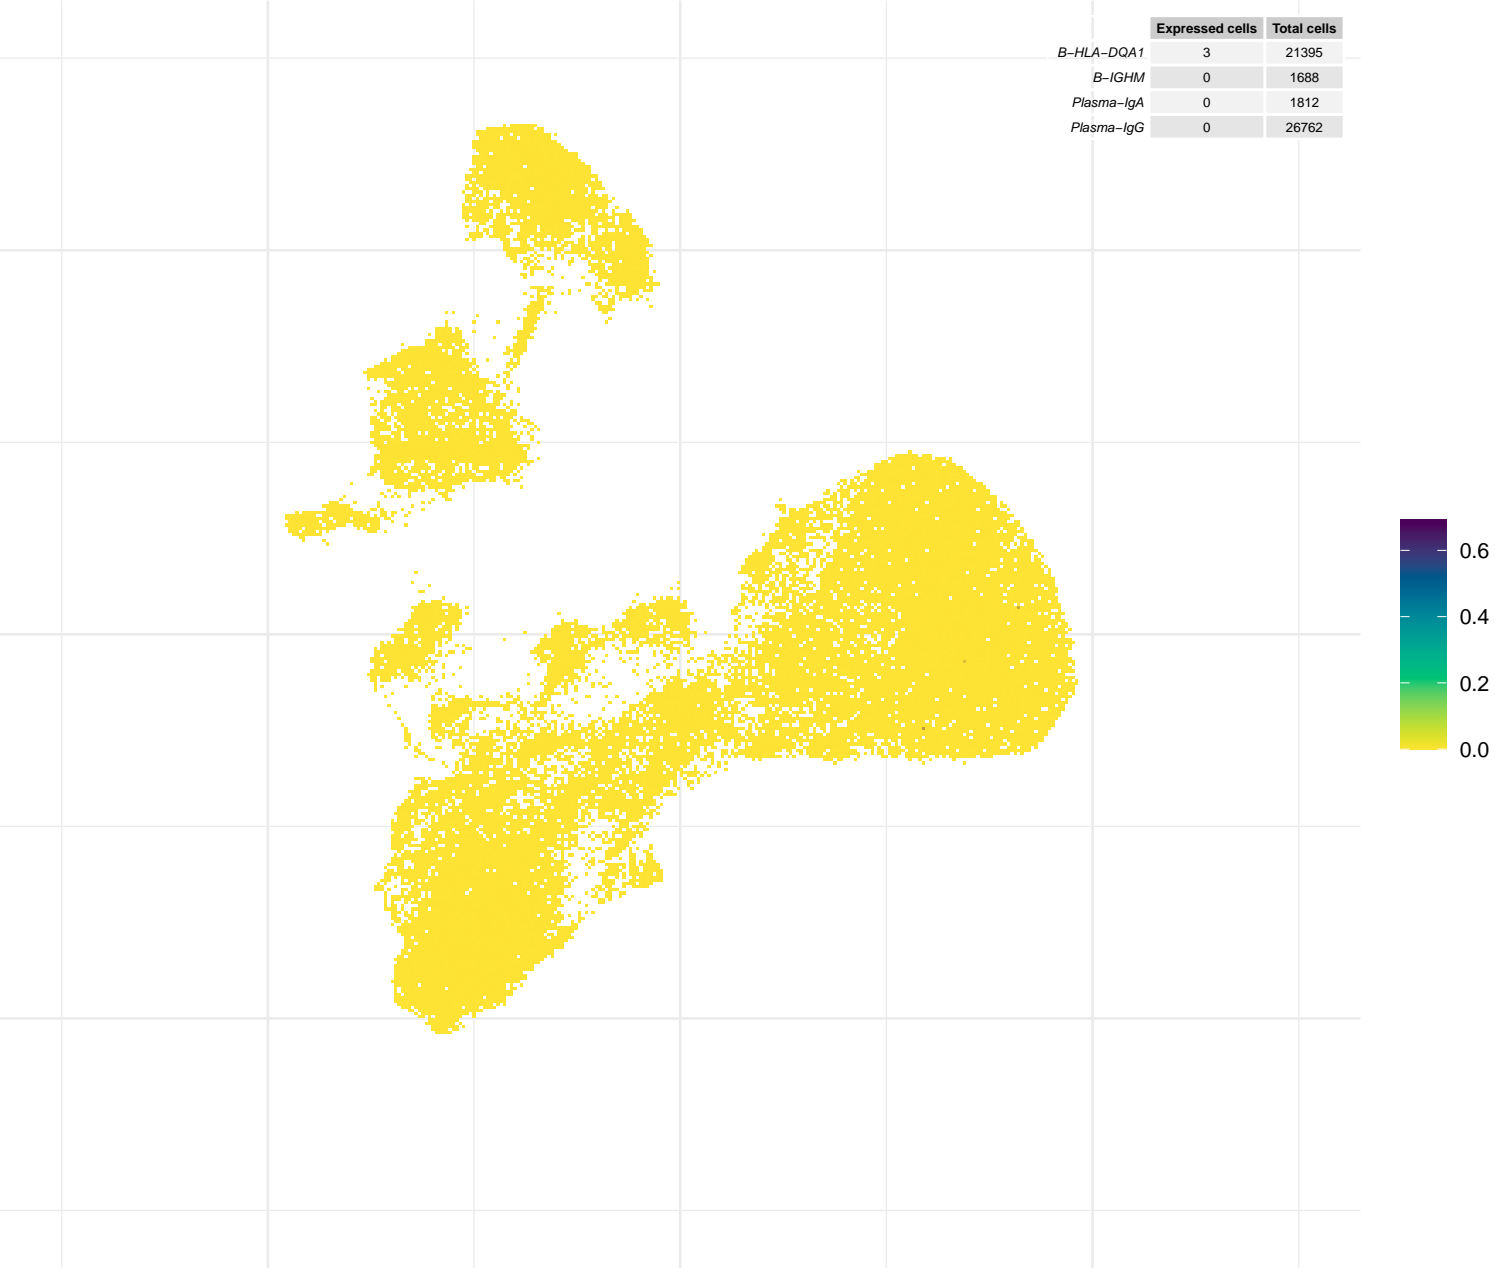 Expressed cells Total cells
B−HLA−DQA1 3 21395
B−IGHM 0 1688
Plasma−IgA 0 1812
Plasma−IgG 0 26762
0.6
0.4
0.2
0.0